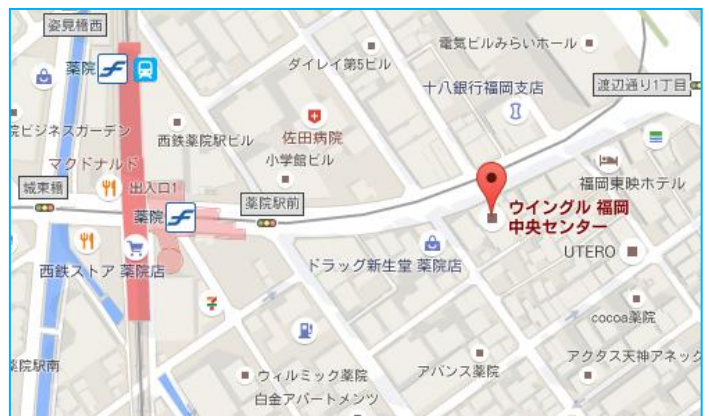 姿見橋西
薬院
電気ビルみらいホール
ダイレイ第5ビル
十八銀行福岡支店
渡辺通り1丁目
院ビジネスガーデン
西鉄薬院駅ビル
佐田病院
小学館ビル
マクドナルド
福岡東映ホテル
城東橋
出入口1
薬院駅前
薬院
ウイングル 福岡
中央センター
西鉄ストア 薬院店
ドラッグ新生堂 薬院店
UTERO
cocoa薬院
薬院駅南
アバンス薬院
アクタス天神アネック
ウィルミック薬院
白金アパートメンツ